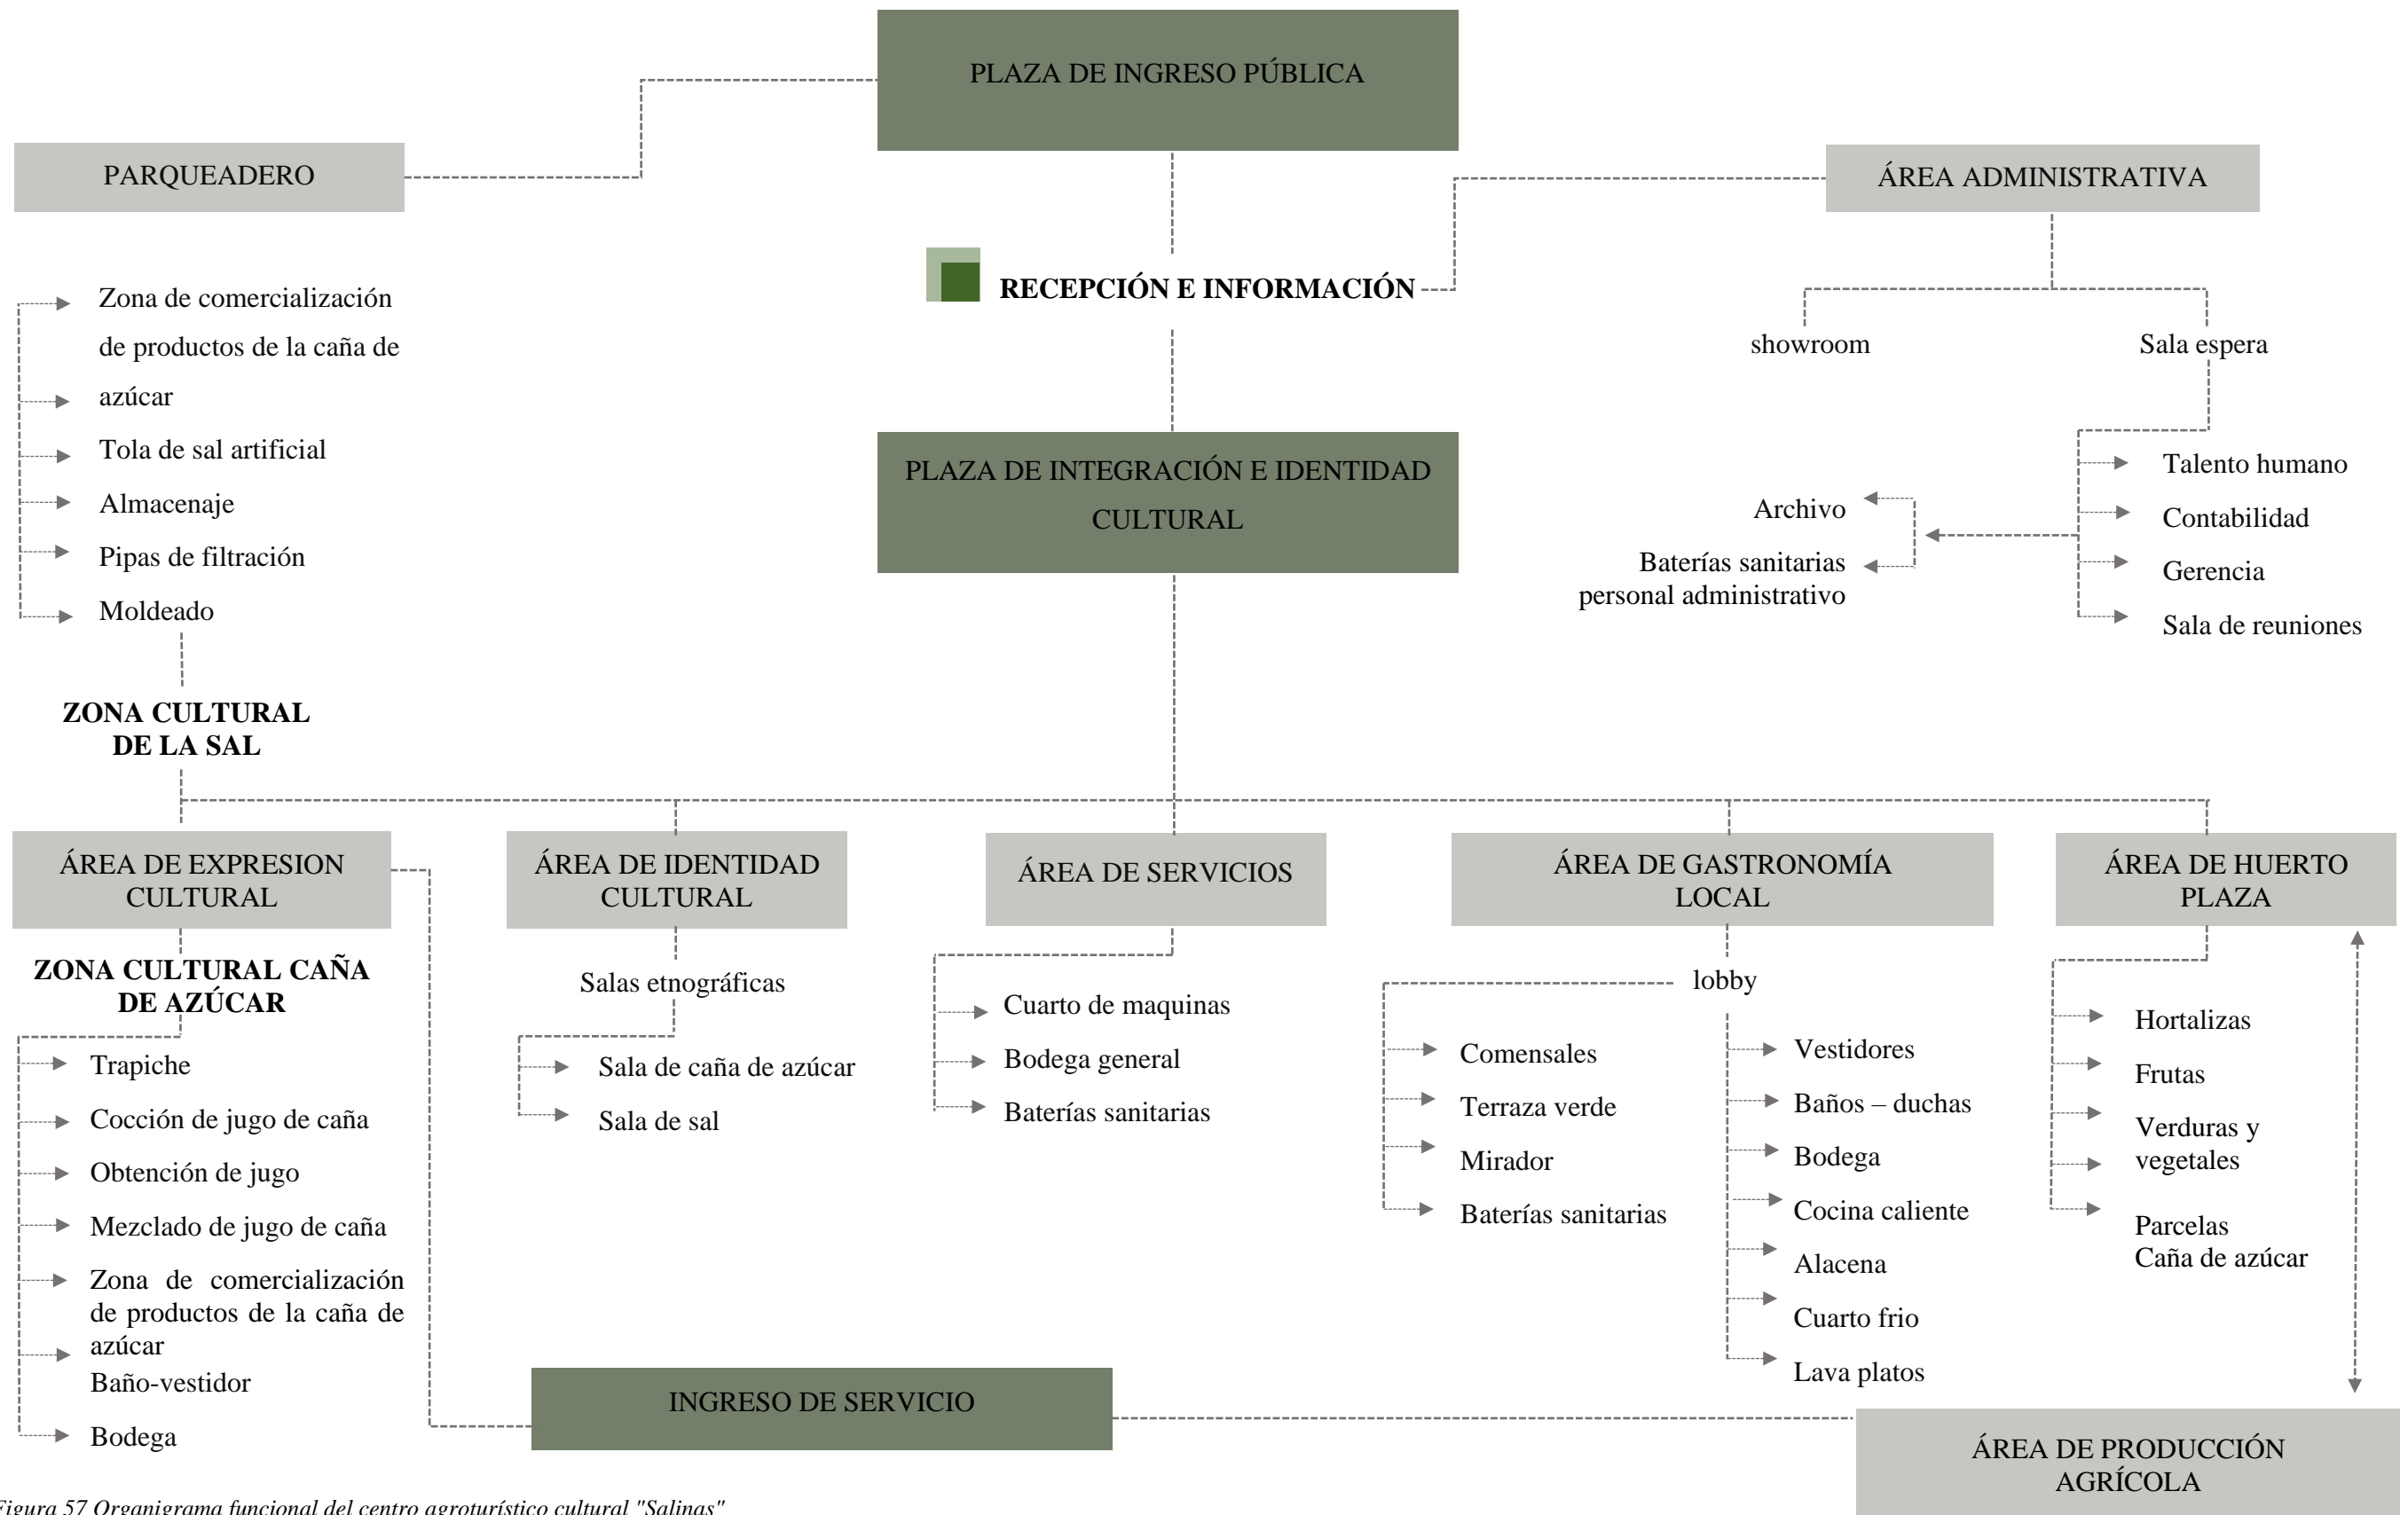 PLAZA DE INGRESO PÚBLICA
PARQUEADERO
ÁREA ADMINISTRATIVA
RECEPCIÓN E INFORMACIÓN
Zona de comercialización
de productos de la caña de
azúcar
Tola de sal artificial
Almacenaje
Pipas de filtración
Moldeado
ZONA CULTURAL
DE LA SAL
PLAZA DE INTEGRACIÓN E IDENTIDAD
CULTURAL
showroom
Sala espera
Archivo
Baterías sanitarias
personal administrativo
Talento humano
Contabilidad
Gerencia
Sala de reuniones
ÁREA DE EXPRESION
CULTURAL
ZONA CULTURAL CAÑA
DE AZÚCAR
Trapiche
Cocción de jugo de caña
Obtención de jugo
Mezclado de jugo de caña
Zona de comercialización
de productos de la caña de
azúcar
Baño-vestidor
Bodega
ÁREA DE IDENTIDAD
CULTURAL
Salas etnográficas
Sala de caña de azúcar
Sala de sal
ÁREA DE SERVICIOS
Cuarto de maquinas
Bodega general
Baterías sanitarias
ÁREA DE GASTRONOMÍA
LOCAL
lobby
Comensales
Terraza verde
Mirador
Baterías sanitarias
Vestidores
Baños – duchas
Bodega
Cocina caliente
Alacena
Cuarto frio
Lava platos
ÁREA DE HUERTO
PLAZA
Hortalizas
Frutas
Verduras y
vegetales
Parcelas
Caña de azúcar
INGRESO DE SERVICIO
ÁREA DE PRODUCCIÓN
AGRÍCOLA
Figura 57 Organigrama funcional del centro agroturístico cultural "Salinas"